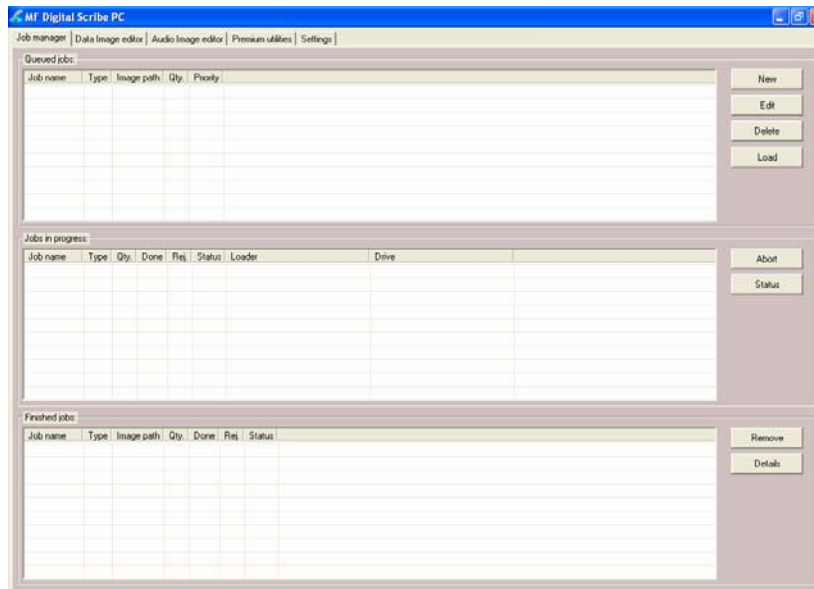 MF Digital Scribe PC
Job manager Data Image editor Audio Image editor Premium utilities Settings
Queued jobs:
Job name Type Image path Qty. Priority
New
Edit
Delete
Load
Jobs in progress:
Job name Type Qty. Done Rej. Status Loader Drive
Abort
Status
Finished jobs:
Job name Type Image path Qty. Done Rej. Status
Remove
Details